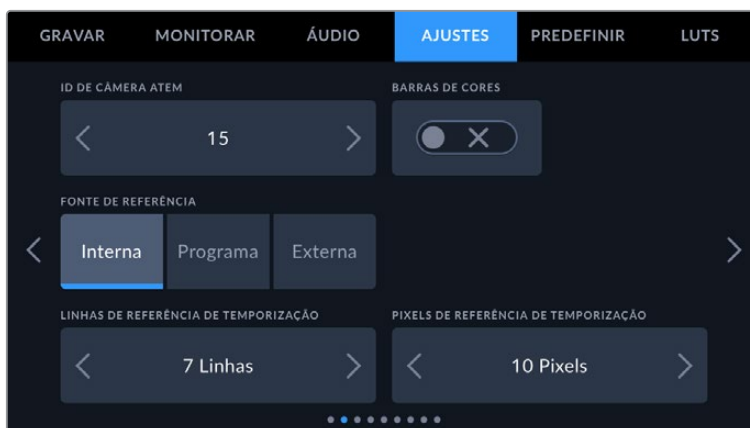 GRAVAR MONITORAR ÁUDIO AJUSTES PREDEFINIR LUTS
ID DE CÂMERA ATEM BARRAS DE CORES
15
FONTE DE REFERÊNCIA
Interna Programa Externa
LINHAS DE REFERÊNCIA DE TEMPORIZAÇÃO PIXELS DE REFERÊNCIA DE TEMPORIZAÇÃO
7 Linhas 10 Pixels